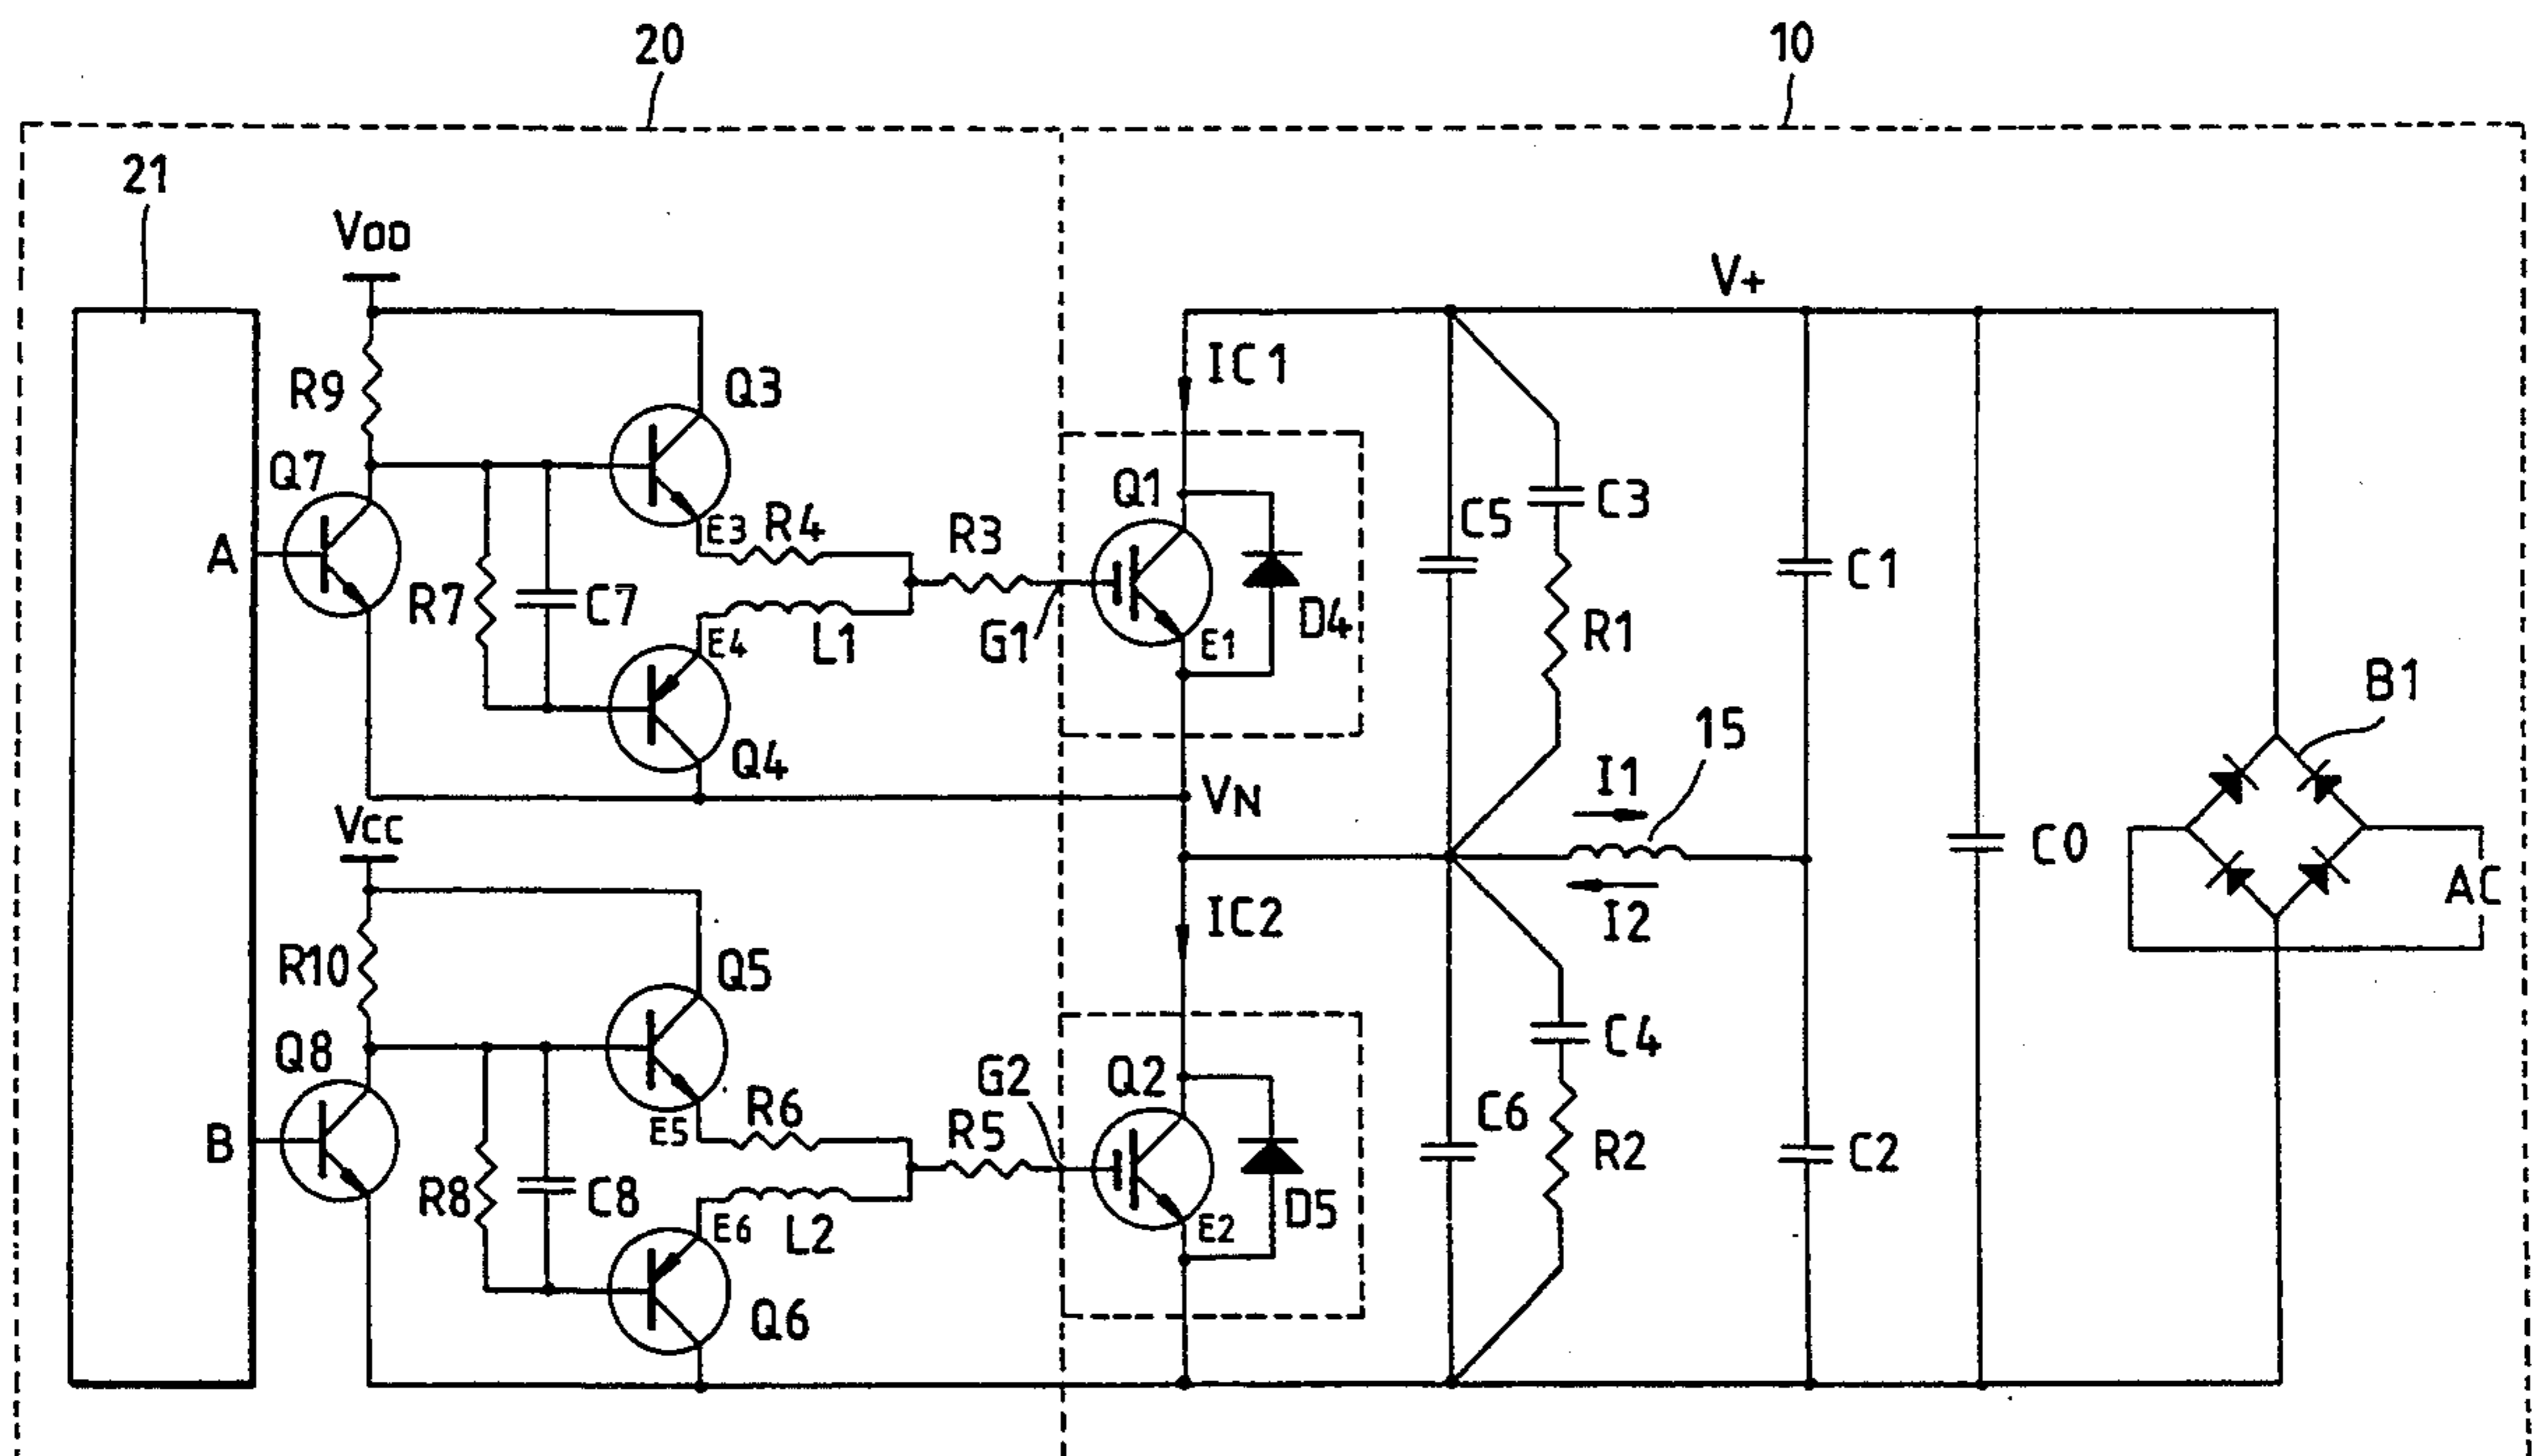 20
10
21
VDD
V+
R9
Q3
IC1
Q7
Q1
C5
C3
E3
R4
R3
A
C1
R7
C7
D4
G1
E1
R1
E4
L1
B1
Q4
15
I1
VN
VCC
C0
AC
IC2
I2
R10
Q5
Q8
G2
Q2
C4
C6
R6
E5
R5
B
R2
C2
R8
C8
D5
E6
L2
E2
Q6